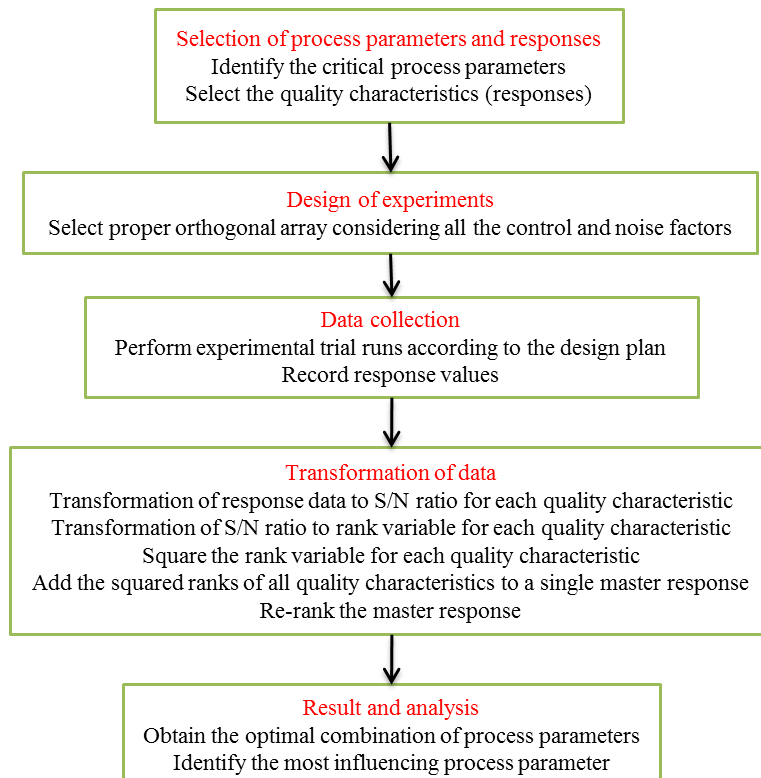 Selection of process parameters and responses
Identify the critical process parameters
Select the quality characteristics (responses)
Design of experiments
Select proper orthogonal array considering all the control and noise factors
Data collection
Perform experimental trial runs according to the design plan
Record response values
Transformation of data
Transformation of response data to S/N ratio for each quality characteristic
Transformation of S/N ratio to rank variable for each quality characteristic
Square the rank variable for each quality characteristic
Add the squared ranks of all quality characteristics to a single master response
Re-rank the master response
Result and analysis
Obtain the optimal combination of process parameters
Identify the most influencing process parameter